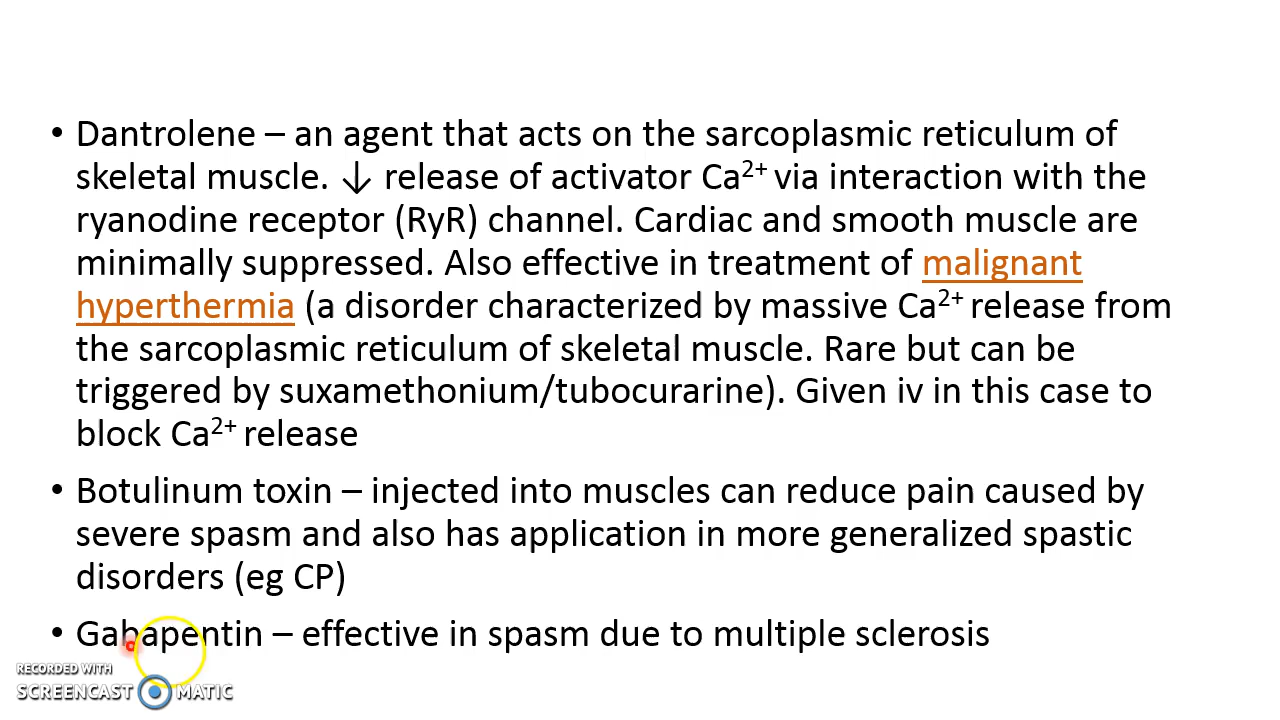 • Dantrolene – an agent that acts on the sarcoplasmic reticulum of
skeletal muscle. ↓ release of activator Ca²⁺ via interaction with the
ryanodine receptor (RyR) channel. Cardiac and smooth muscle are
minimally suppressed. Also effective in treatment of malignant
hyperthermia (a disorder characterized by massive Ca²⁺ release from
the sarcoplasmic reticulum of skeletal muscle. Rare but can be
triggered by suxamethonium/tubocurarine). Given iv in this case to
block Ca²⁺ release
• Botulinum toxin – injected into muscles can reduce pain caused by
severe spasm and also has application in more generalized spastic
disorders (eg CP)
• Gabapentin – effective in spasm due to multiple sclerosis
RECORDED WITH
SCREENCAST MATIC